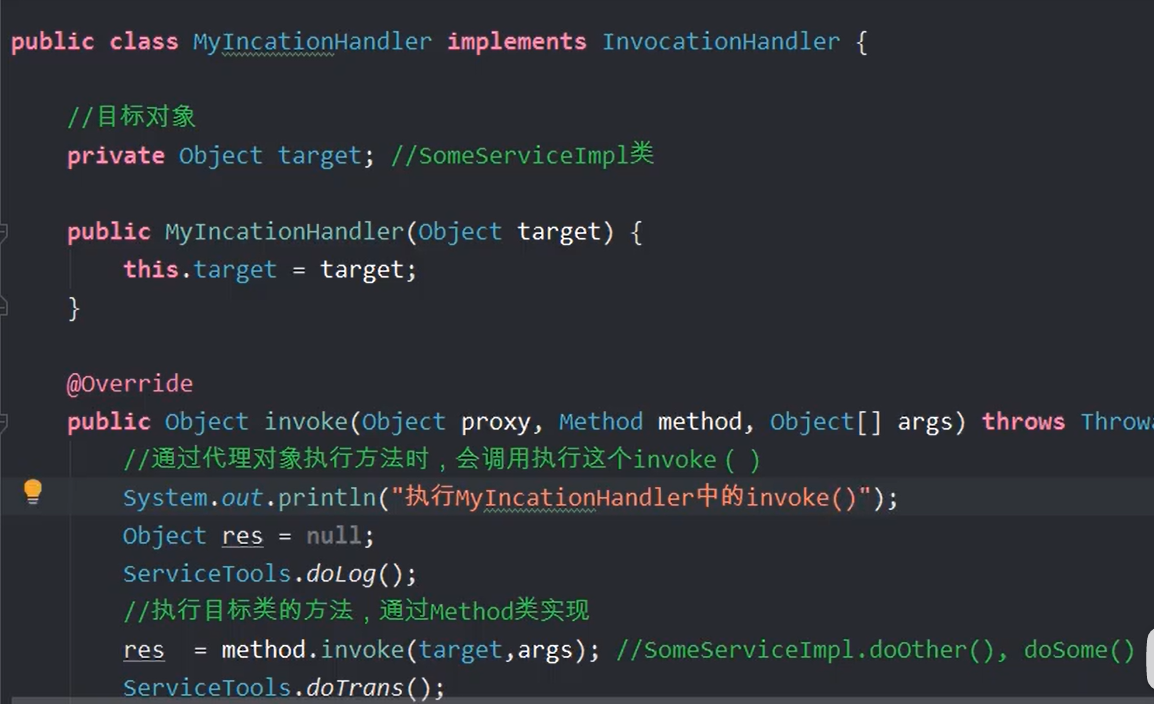 public class MyIncationHandler implements InvocationHandler {
//目标对象
private Object target; //SomeServiceImpl类
public MyIncationHandler(Object target) {
this.target = target;
}
@Override
public Object invoke(Object proxy, Method method, Object[] args) throws Throwa
//通过代理对象执行方法时，会调用执行这个invoke（）
System.out.println("执行MyIncationHandler中的invoke()");
Object res = null;
ServiceTools.doLog();
//执行目标类的方法，通过Method类实现
res  = method.invoke(target,args); //SomeServiceImpl.doOther(), doSome()
ServiceTools.doTrans();